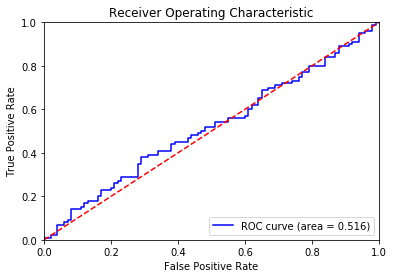 Receiver Operating Characteristic
True Positive Rate
1.0
0.8
0.6
0.4
0.2
0.0
ROC curve (area = 0.516)
0.0 0.2 0.4 0.6 0.8 1.0
False Positive Rate